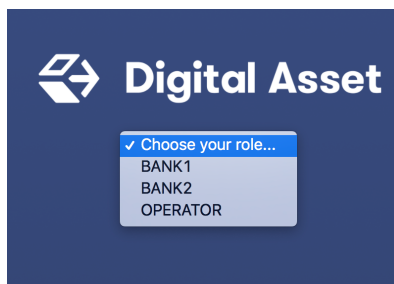 Digital Asset
✓ Choose your role...
BANK1
BANK2
OPERATOR